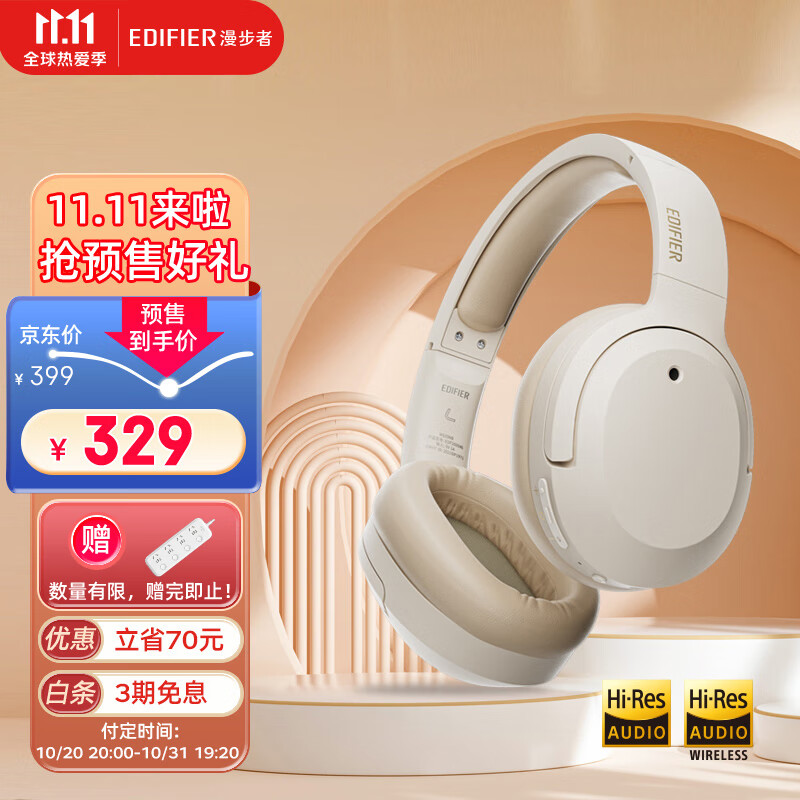 11.11
全球热爱季
EDIFIER漫步者
11.11来啦
抢预售好礼
预售
到手价
京东价
¥ 399
¥ 329
赠
数量有限，赠完即止！
优惠 立省70元
白条 3期免息
付定时间：
10/20 20:00-10/31 19:20
EDIFIER
EDIFIER
L
Hi-Res
AUDIO
Hi-Res
AUDIO
WIRELESS